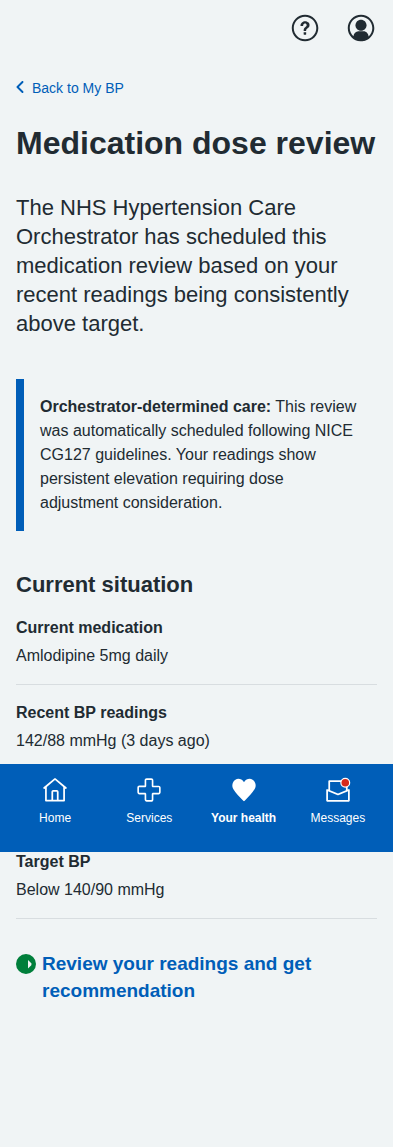 Back to My BP
Medication dose review
The NHS Hypertension Care
Orchestrator has scheduled this
medication review based on your
recent readings being consistently
above target.
Orchestrator-determined care: This review
was automatically scheduled following NICE
CG127 guidelines. Your readings show
persistent elevation requiring dose
adjustment consideration.
Current situation
Current medication
Amlodipine 5mg daily
Recent BP readings
142/88 mmHg (3 days ago)
Home
Services
Your health
Messages
Target BP
Below 140/90 mmHg
Review your readings and get
recommendation